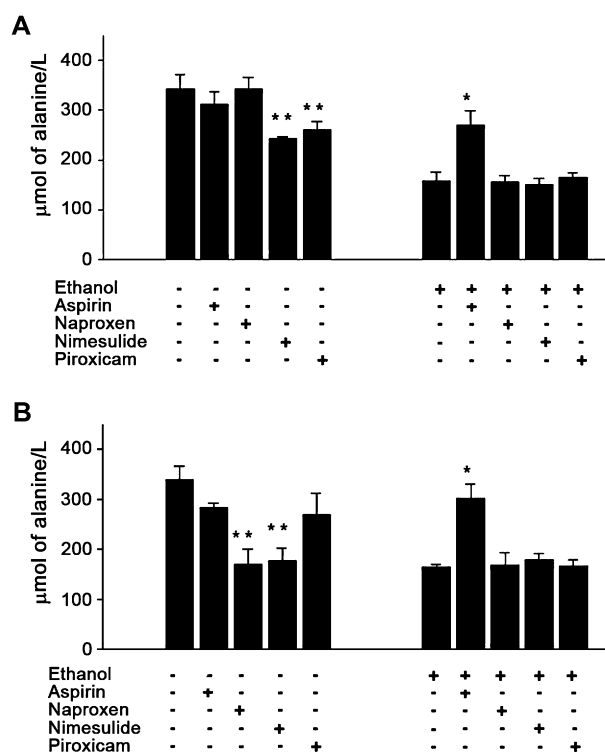 A
μmol of alanine/L
400
300
200
100
0
* *
* *
*
Ethanol - - - - - + + + + +
Aspirin - + - - - - + - - -
Naproxen - - + - - - - + - -
Nimesulide - - - + - - - - + -
Piroxicam - - - - + - - - - +
B
μmol of alanine/L
400
300
200
100
0
* *
* *
*
Ethanol - - - - - + + + + +
Aspirin - + - - - - + - - -
Naproxen - - + - - - - + - -
Nimesulide - - - + - - - - + -
Piroxicam - - - - + - - - - +